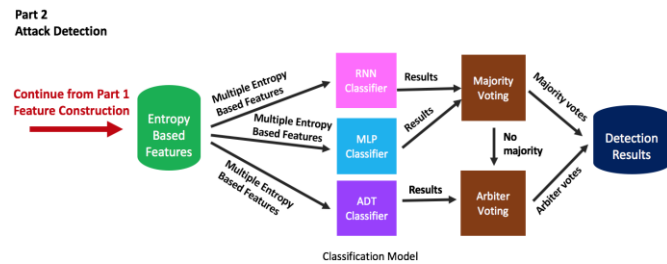 Part 2
Attack Detection
Continue from Part 1
Feature Construction
Entropy
Based
Features
Multiple Entropy
Based Features
Multiple Entropy
Based Features
Multiple Entropy
Based Features
RNN
Classifier
MLP
Classifier
ADT
Classifier
Results
Results
Results
Majority
Voting
No
majority
Arbiter
Voting
Majority votes
Arbiter votes
Detection
Results
Classification Model